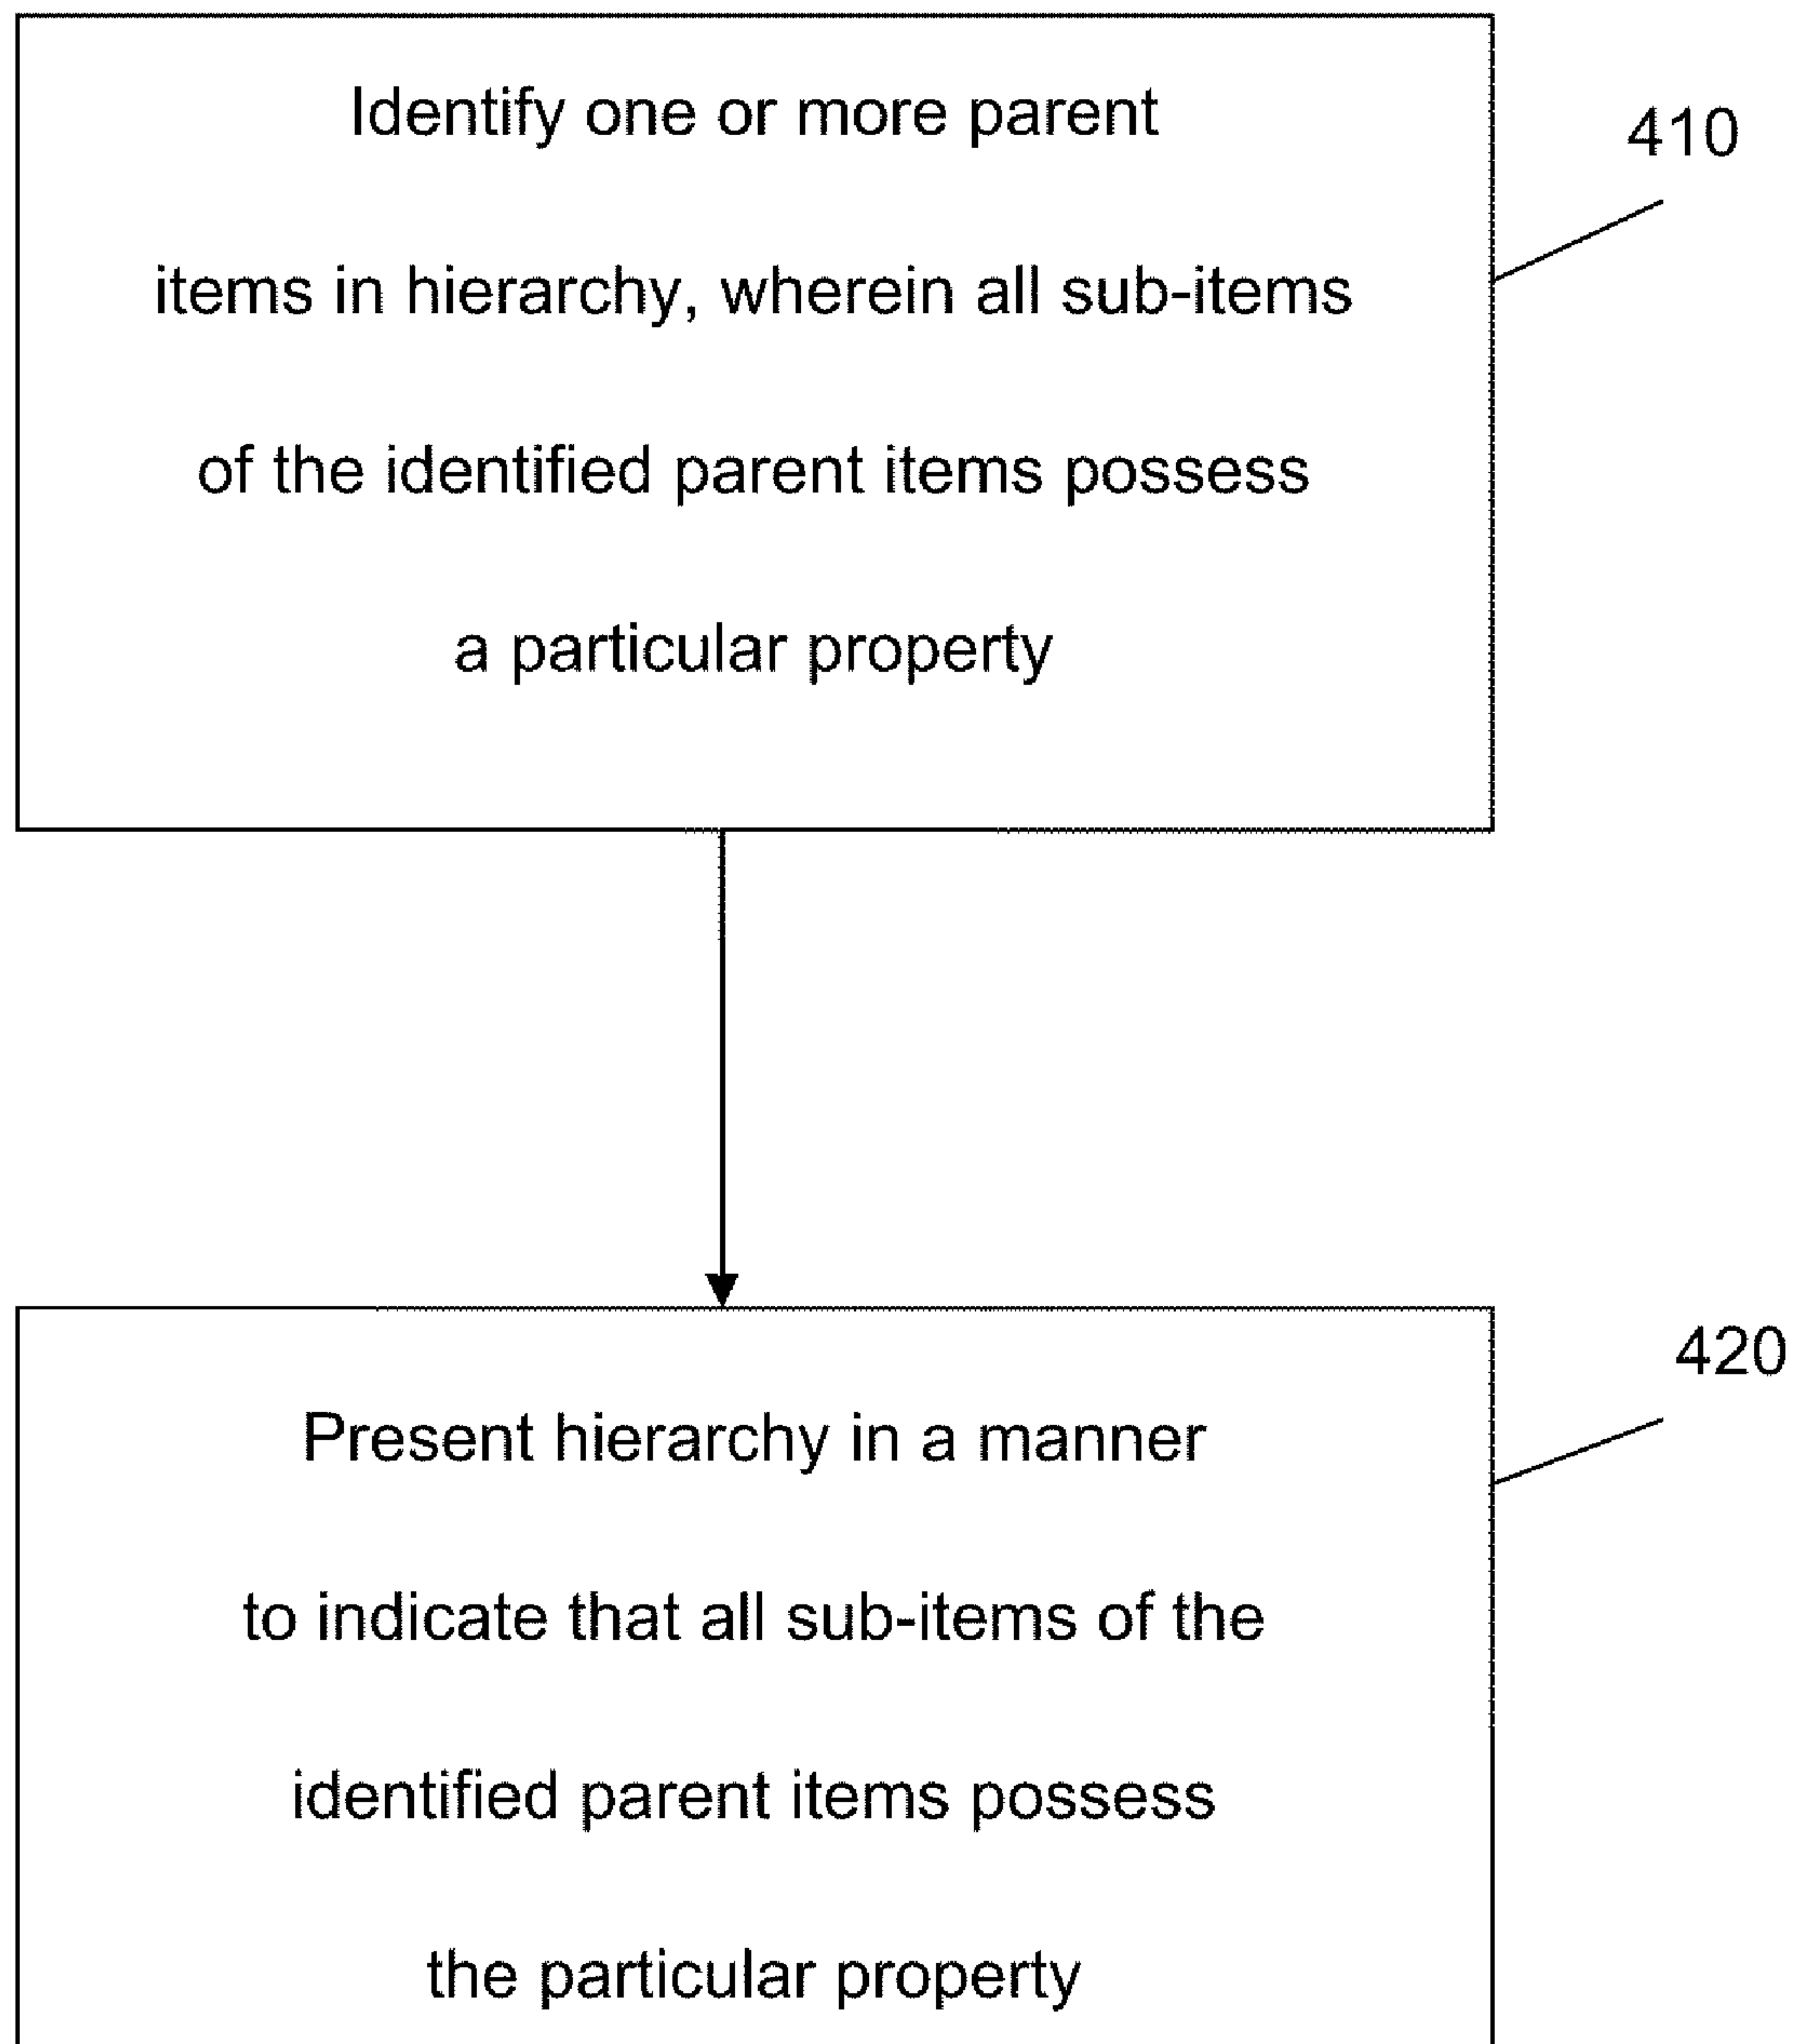 Identify one or more parent
410
items in hierarchy, wherein all sub-items
of the identified parent items possess
a particular property
420
Present hierarchy in a manner
to indicate that all sub-items of the
identified parent items possess
the particular property